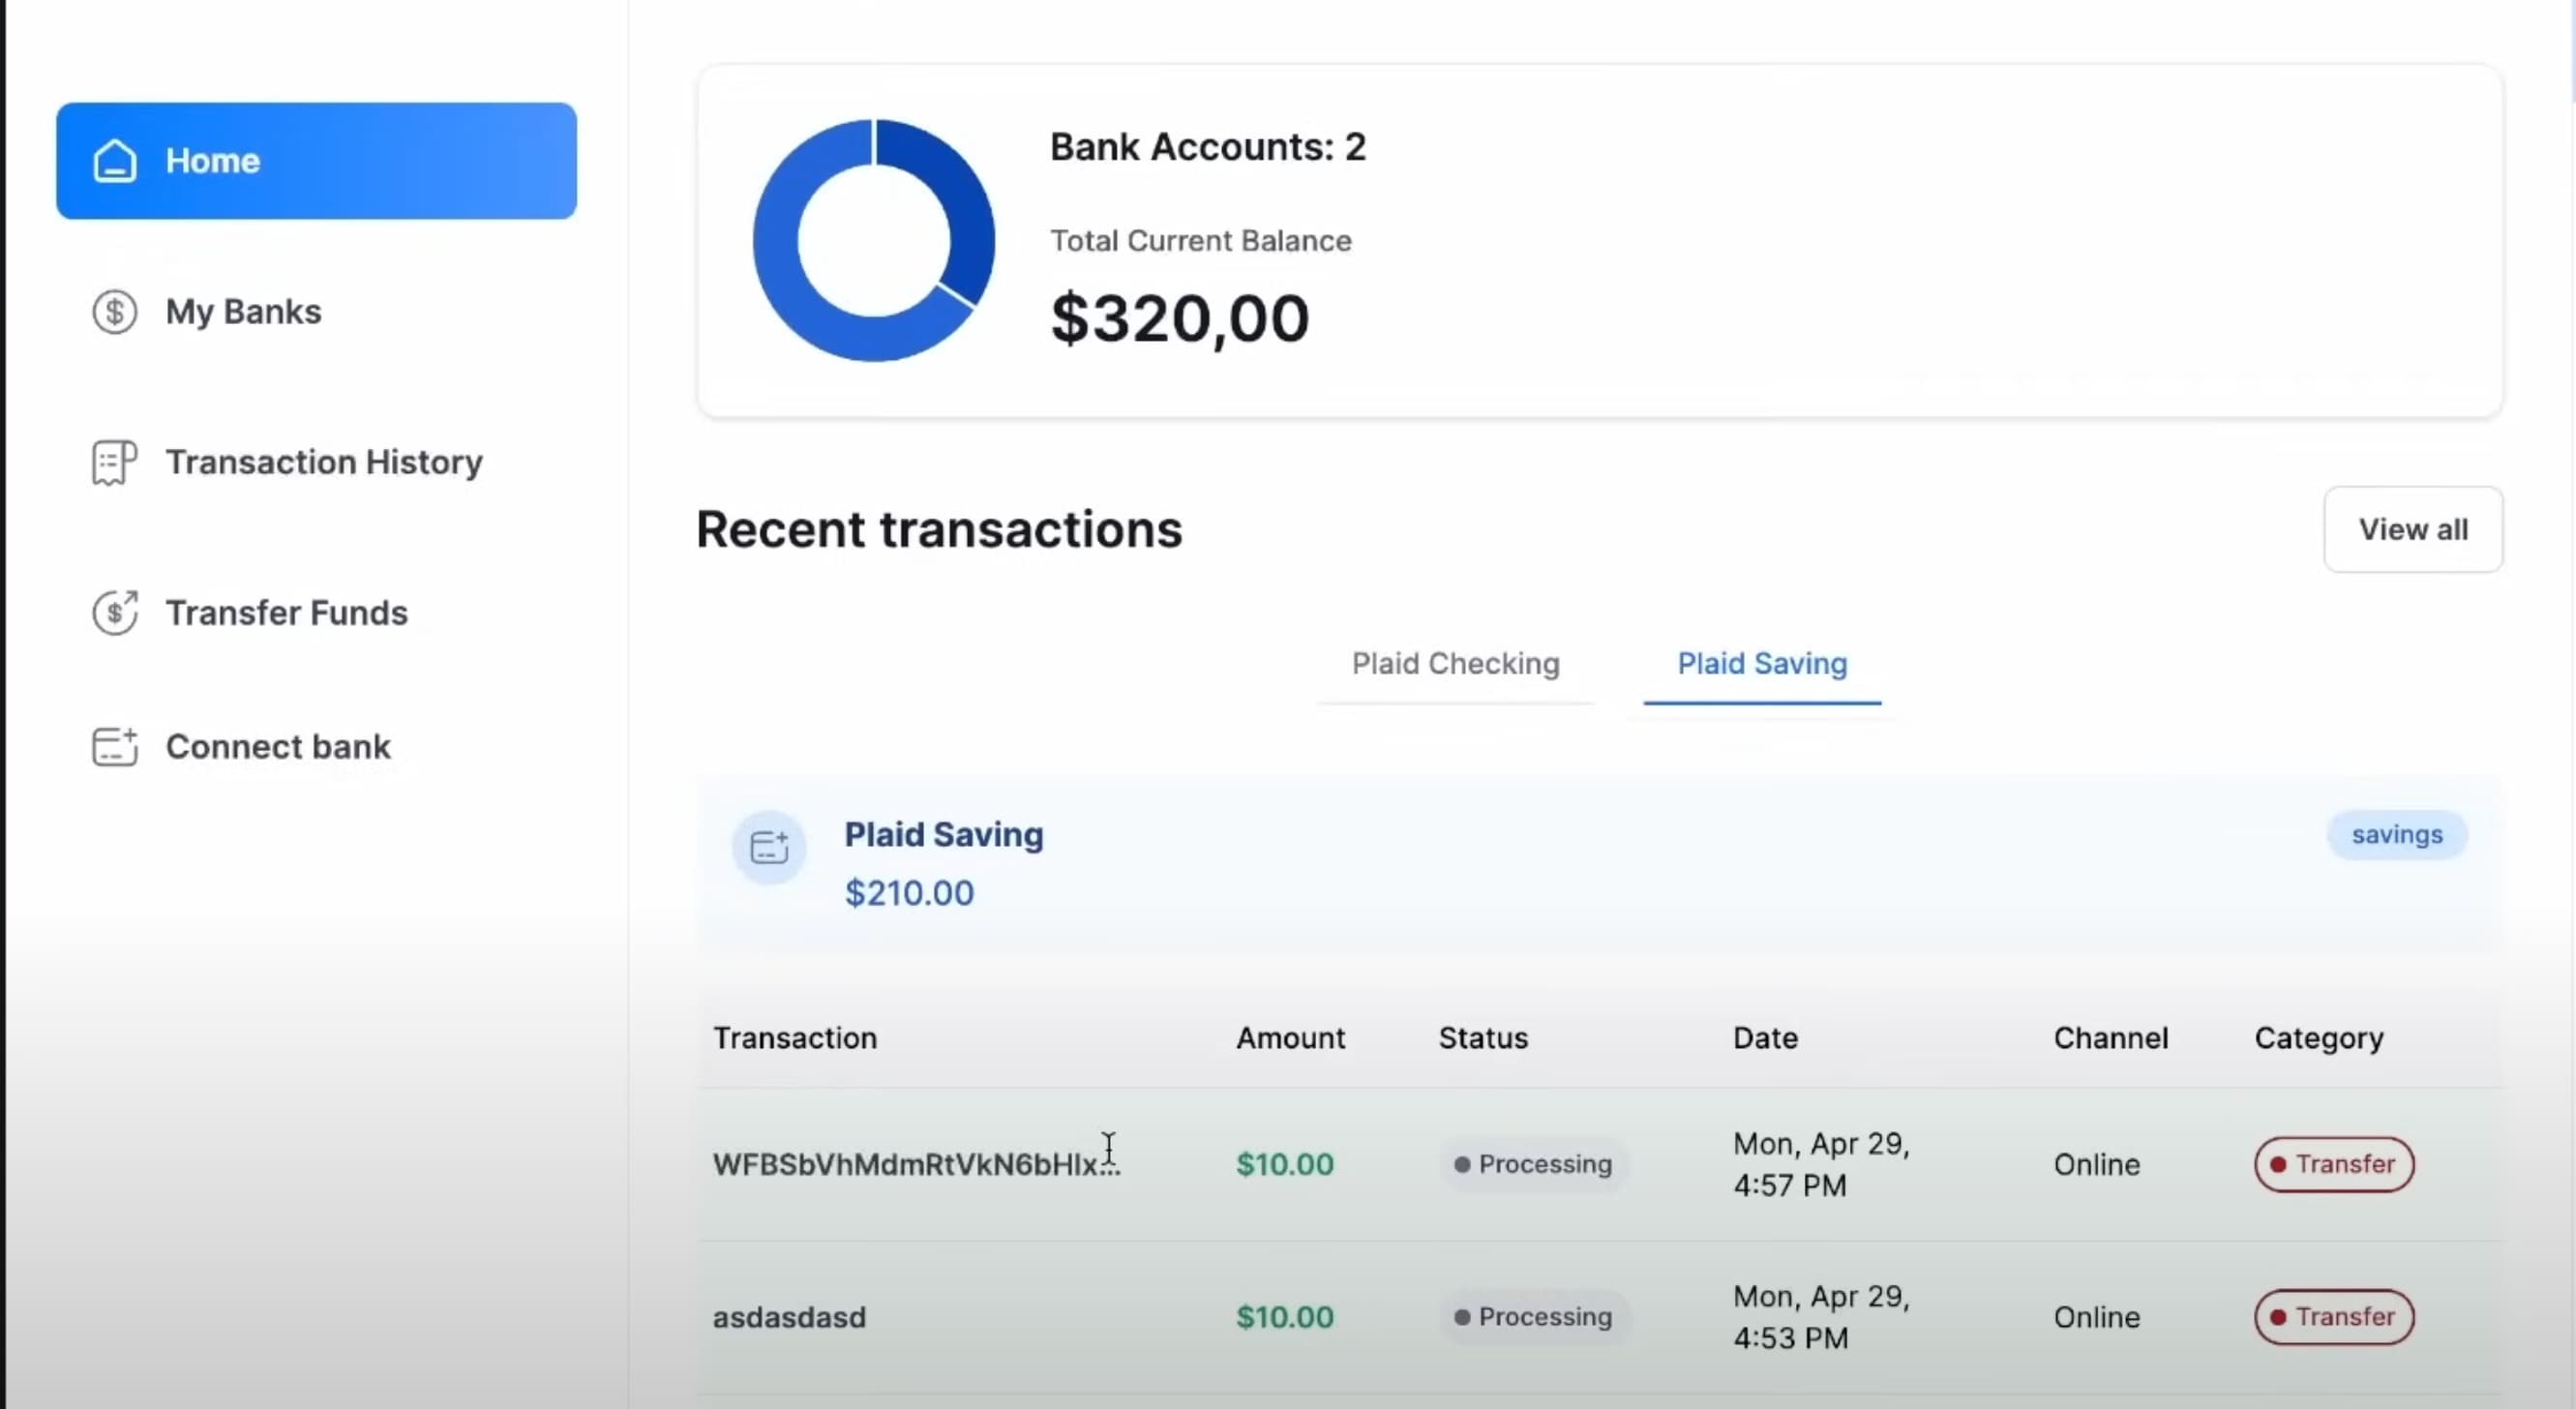 Home
My Banks
Transaction History
Transfer Funds
Connect bank
Bank Accounts: 2
Total Current Balance
$320,00
Recent transactions
View all
Plaid Checking
Plaid Saving
Plaid Saving
savings
$210.00
Transaction Amount Status Date Channel Category
WFBSbVhMdmRtVkN6bHlx... $10.00 Processing Mon, Apr 29, Online Transfer
4:57 PM
asdasdasd $10.00 Processing Mon, Apr 29, Online Transfer
4:53 PM